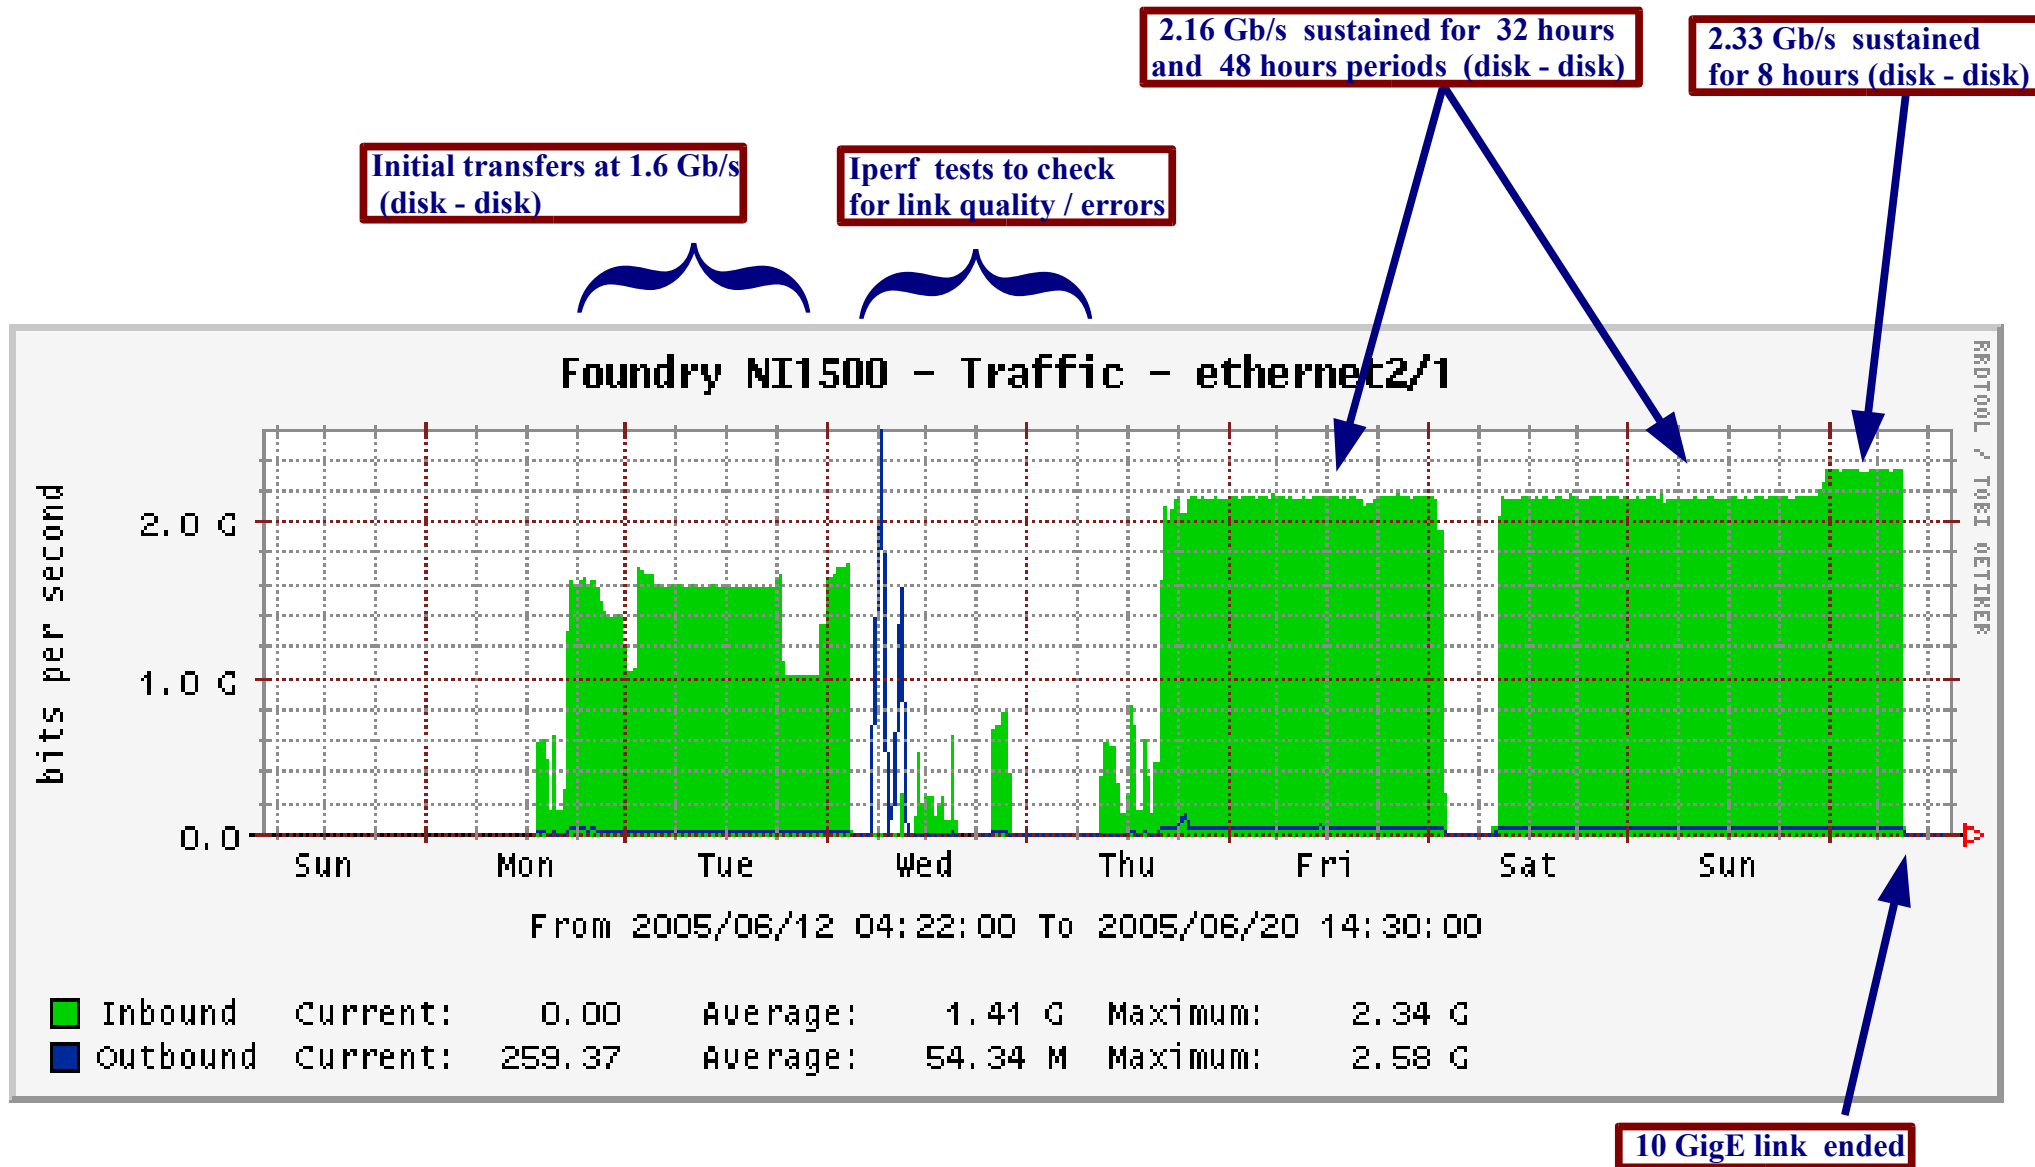 2.16 Gb/s sustained for 32 hours
and 48 hours periods (disk - disk)
2.33 Gb/s sustained
for 8 hours (disk - disk)
Initial transfers at 1.6 Gb/s
(disk - disk)
Iperf tests to check
for link quality / errors
Foundry NI1500 - Traffic - ethernet2/1
RRDTOOL / TOBI OETIKER
bits per second
2.0 G
1.0 G
0.0
Sun Mon Tue Wed Thu Fri Sat Sun
From 2005/06/12 04:22:00 To 2005/06/20 14:30:00
Inbound Current: 0.00 Average: 1.41 G Maximum: 2.34 G
Outbound Current: 259.37 Average: 54.34 M Maximum: 2.58 G
10 GigE link ended